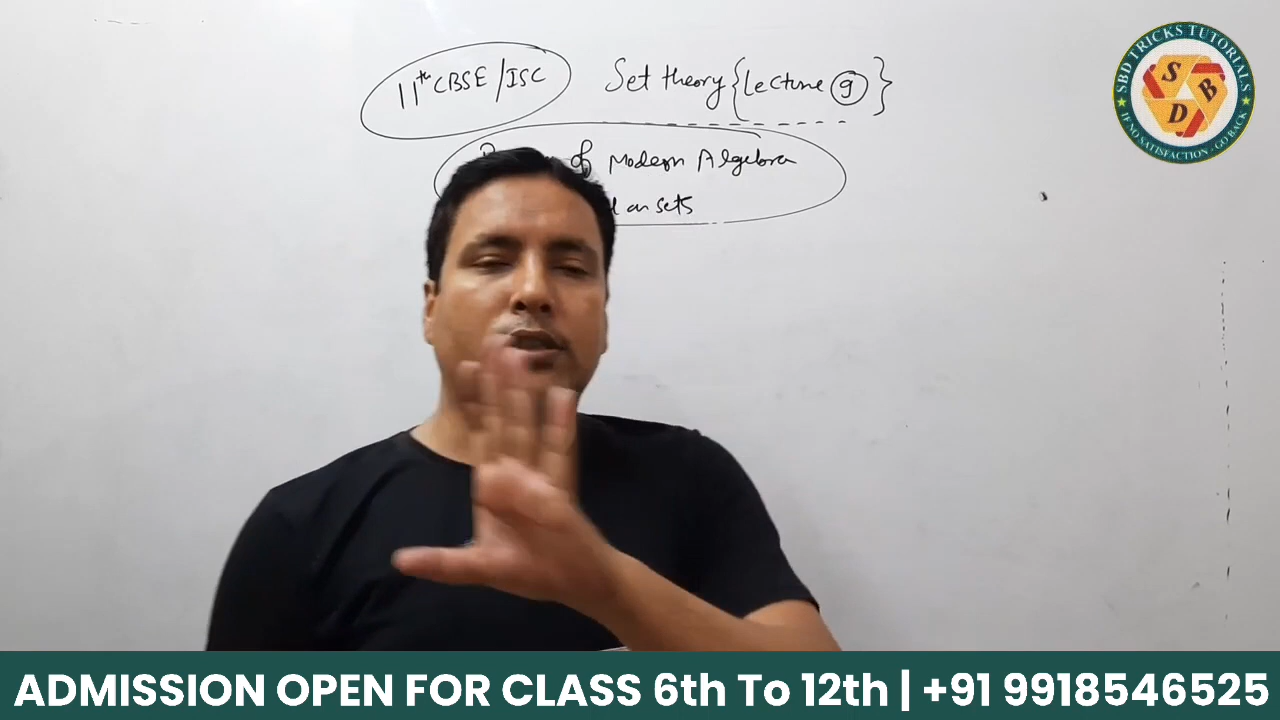 11th CBSE/ISC Set theory {Lecture 9}
of Modern Algebra
on sets
SBD TRICKS TUTORIALS
S
B
D
IF NO SATISFACTION - GO BACK
ADMISSION OPEN FOR CLASS 6th To 12th | +91 9918546525